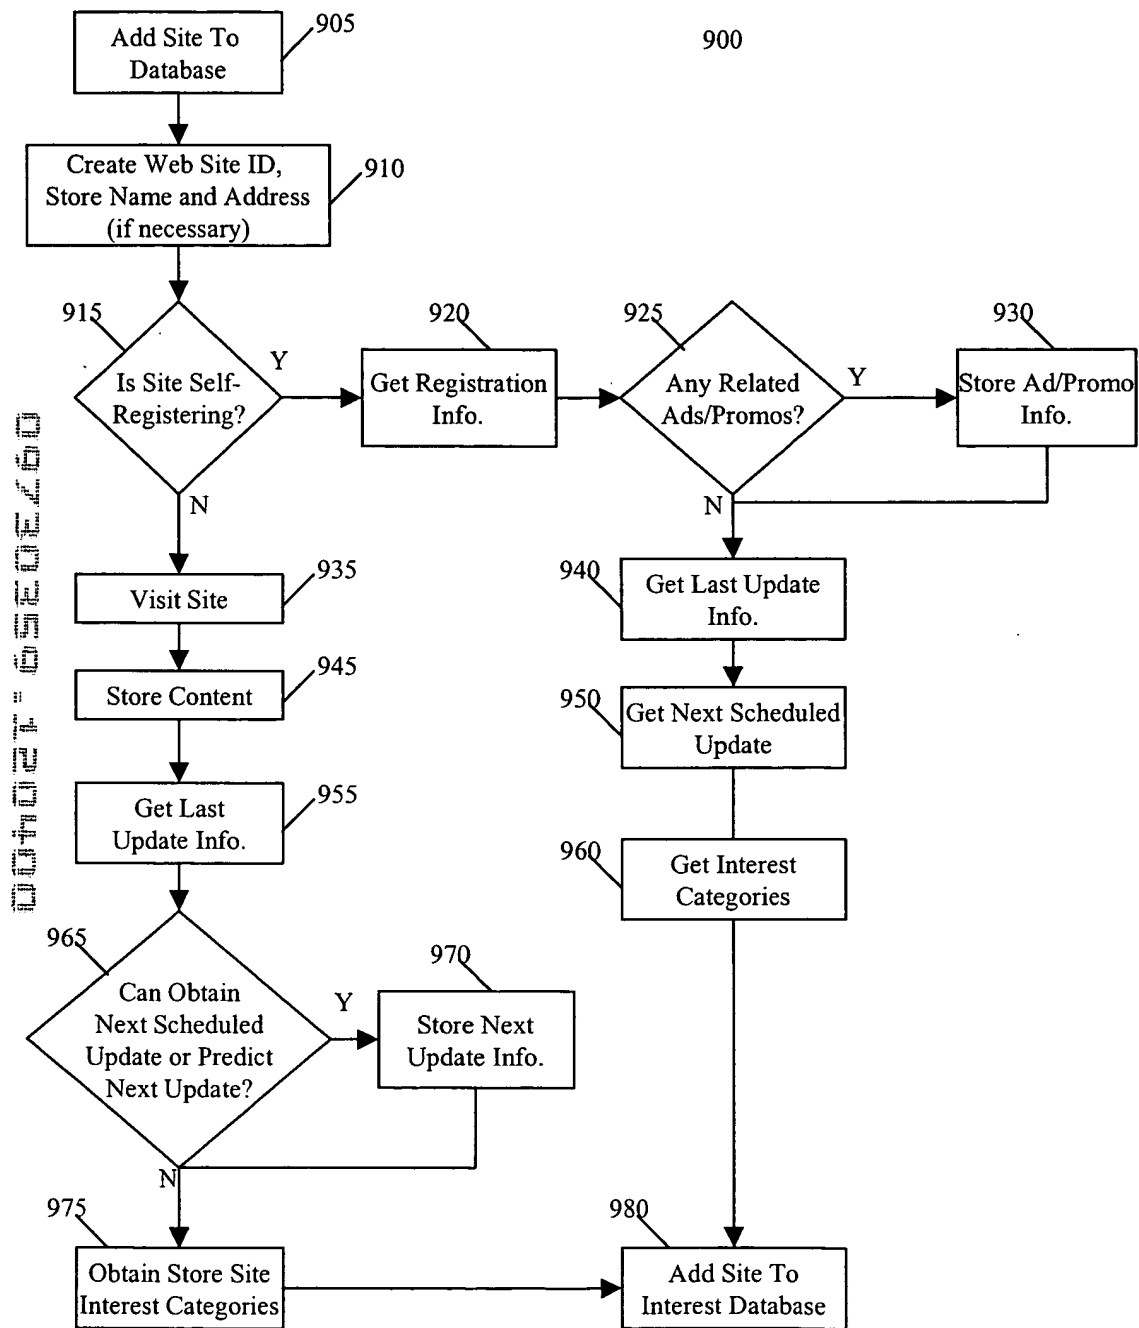 905
Add Site To
Database
900
Create Web Site ID,
Store Name and Address
(if necessary)
910
915
Is Site Self-
Registering?
Y
N
920
Get Registration
Info.
925
Any Related
Ads/Promos?
Y
N
930
Store Ad/Promo
Info.
935
Visit Site
940
Get Last Update
Info.
945
Store Content
950
Get Next Scheduled
Update
955
Get Last
Update Info.
960
Get Interest
Categories
965
Can Obtain
Next Scheduled
Update or Predict
Next Update?
Y
N
970
Store Next
Update Info.
975
Obtain Store Site
Interest Categories
980
Add Site To
Interest Database